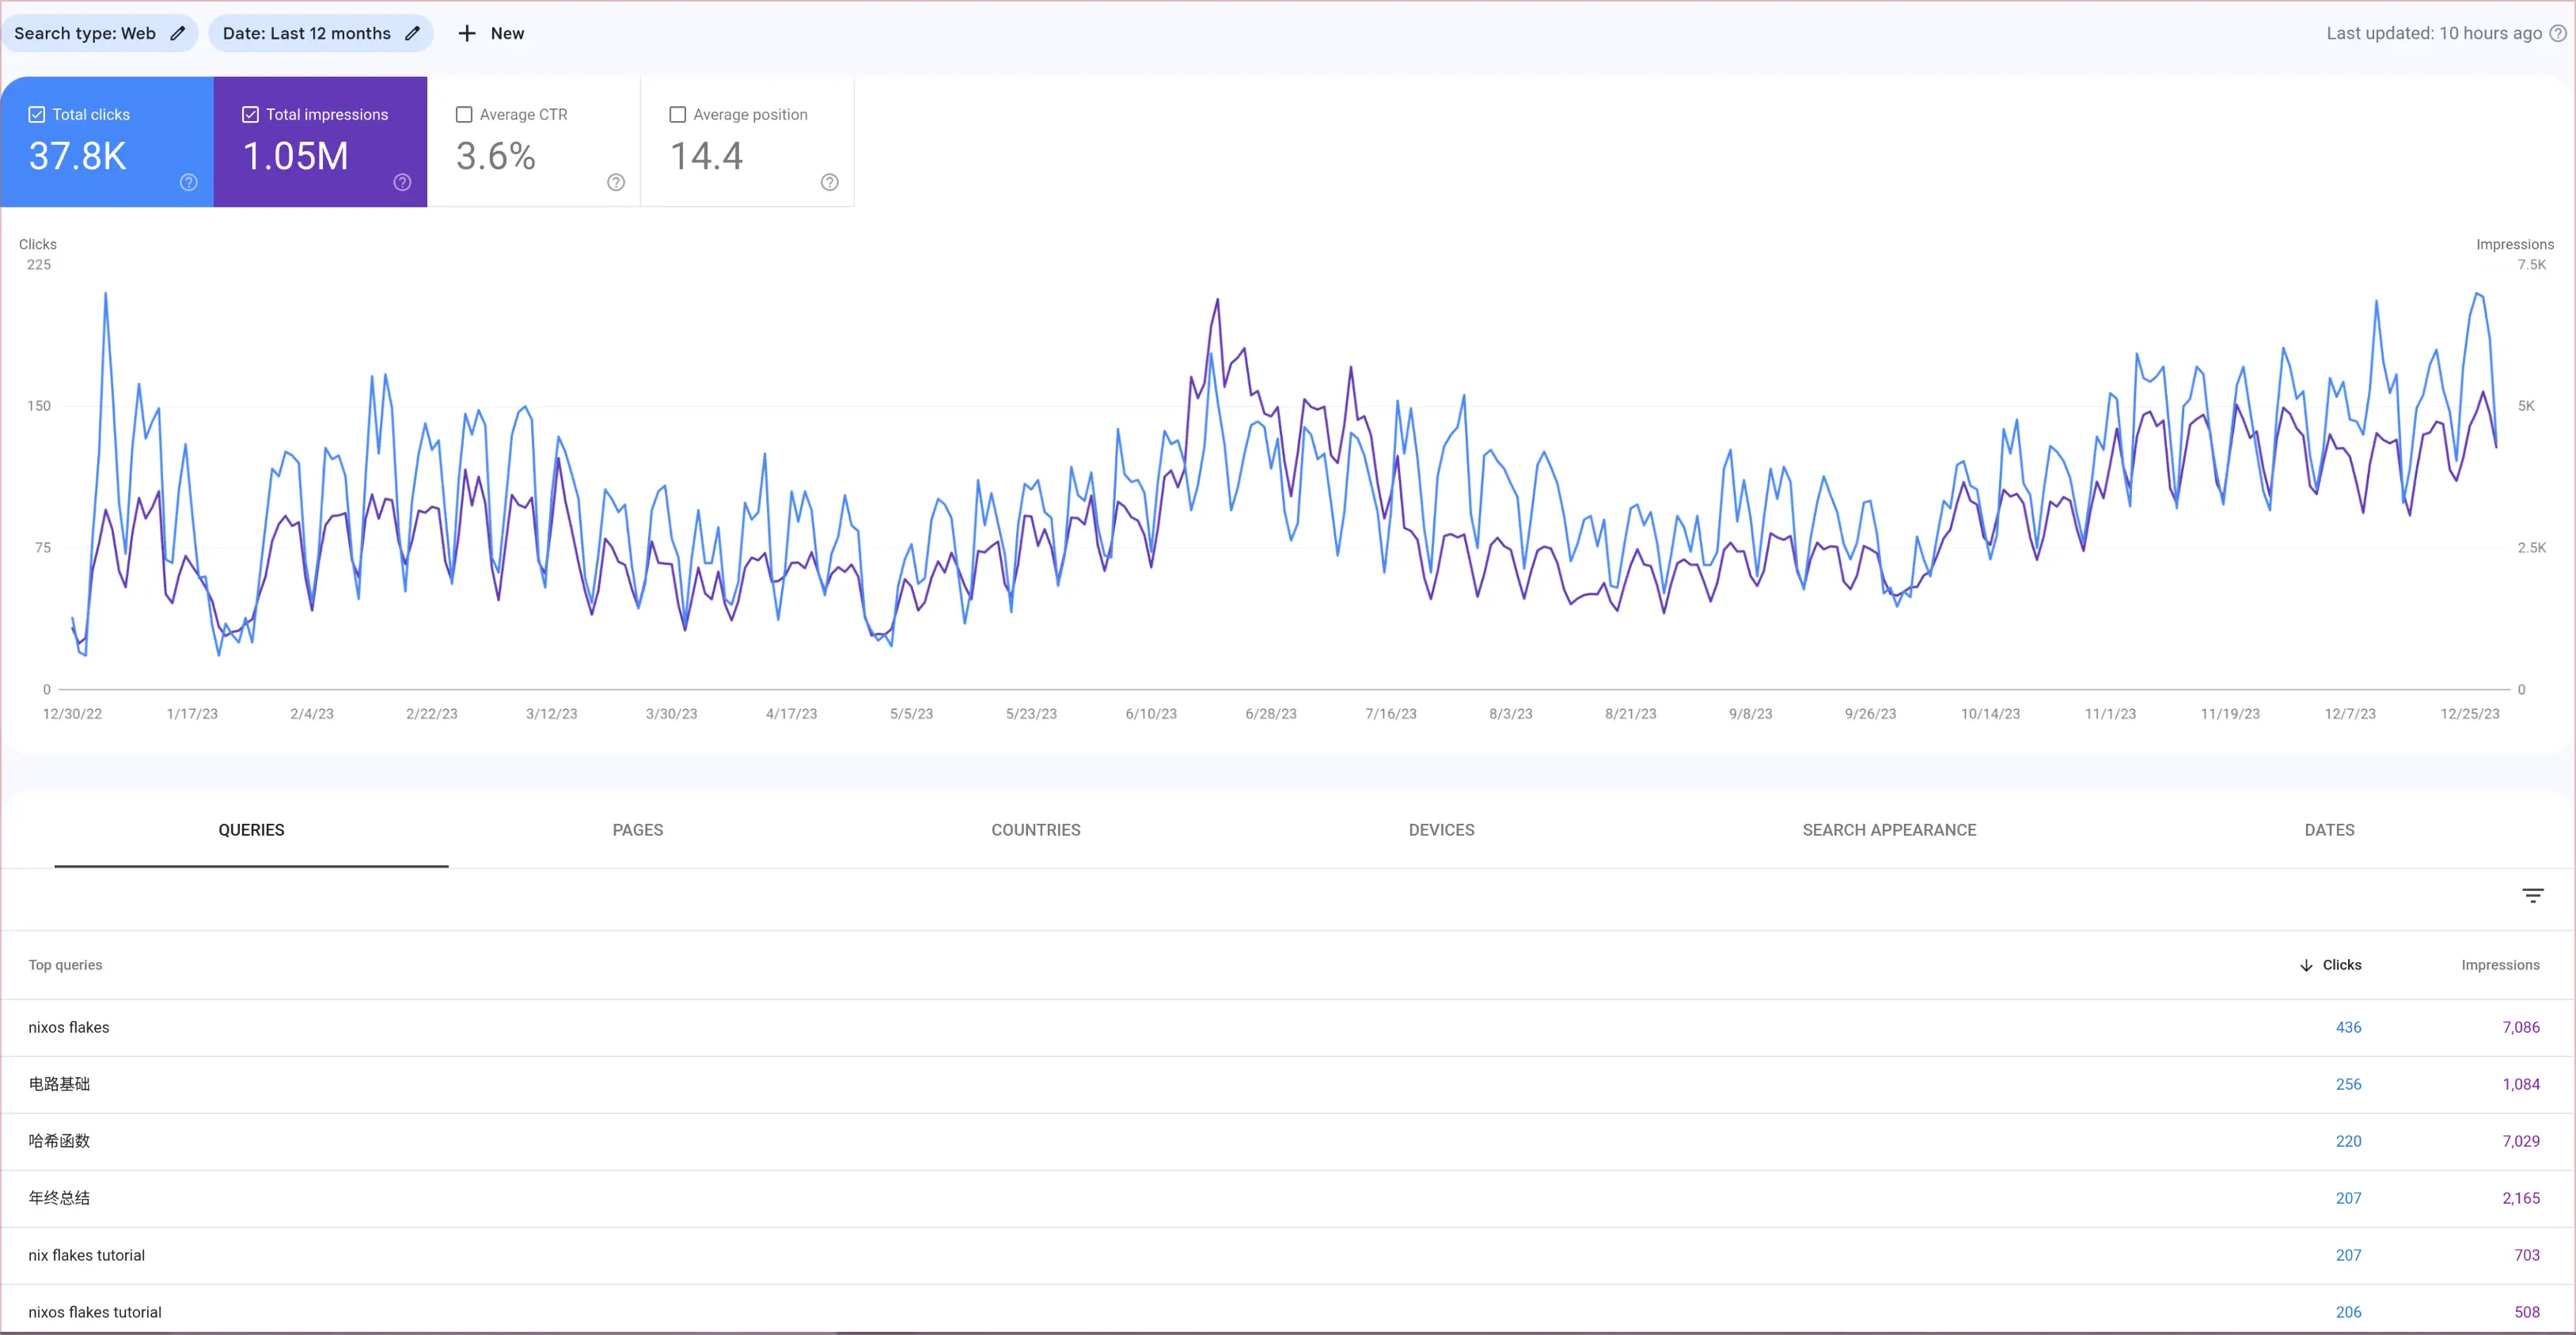 Search type: Web
Date: Last 12 months
New
Last updated: 10 hours ago
Total clicks
37.8K
Total impressions
1.05M
Average CTR
3.6%
Average position
14.4
Clicks
Impressions
225
7.5K
150
5K
75
2.5K
0
0
12/30/22 1/17/23 2/4/23 2/22/23 3/12/23 3/30/23 4/17/23 5/5/23 5/23/23 6/10/23 6/28/23 7/16/23 8/3/23 8/21/23 9/8/23 9/26/23 10/14/23 11/1/23 11/19/23 12/7/23 12/25/23
QUERIES PAGES COUNTRIES DEVICES SEARCH APPEARANCE DATES
Top queries Clicks Impressions
nixos flakes 436 7,086
电路基础 256 1,084
哈希函数 220 7,029
年终总结 207 2,165
nix flakes tutorial 207 703
nixos flakes tutorial 206 508